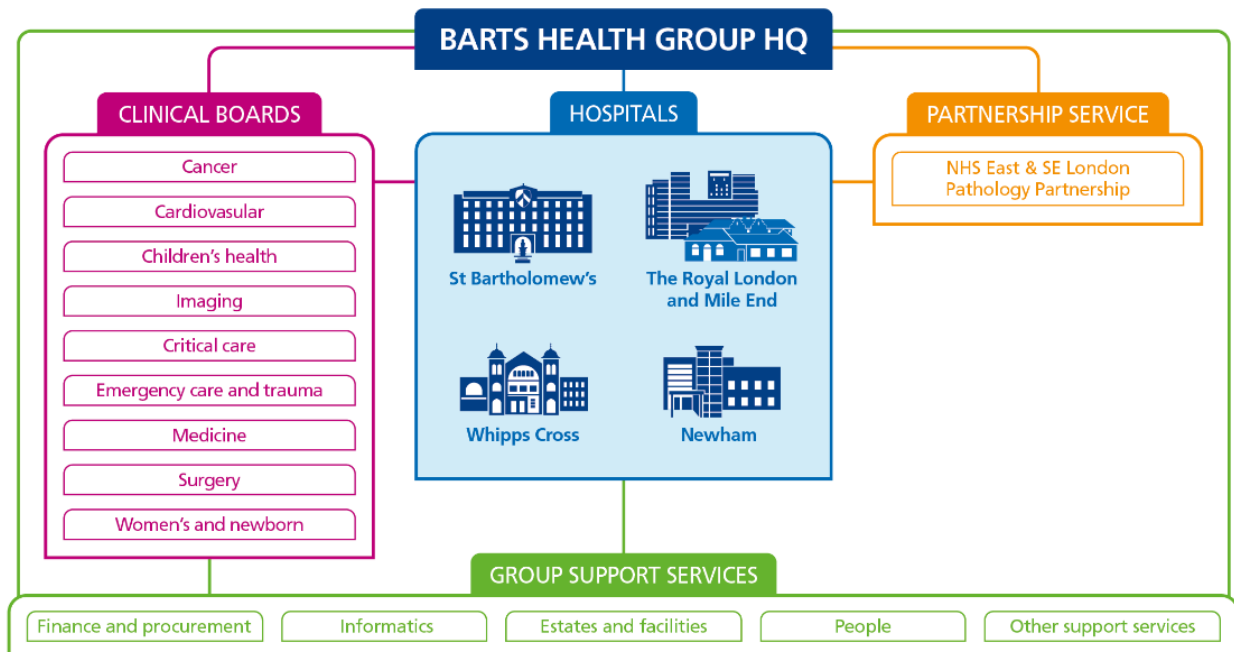 BARTS HEALTH GROUP HQ
CLINICAL BOARDS
Cancer
Cardiovasular
Children's health
Imaging
Critical care
Emergency care and trauma
Medicine
Surgery
Women's and newborn
HOSPITALS
St Bartholomew's
The Royal London
and Mile End
Whipps Cross
Newham
PARTNERSHIP SERVICE
NHS East & SE London
Pathology Partnership
GROUP SUPPORT SERVICES
Finance and procurement
Informatics
Estates and facilities
People
Other support services